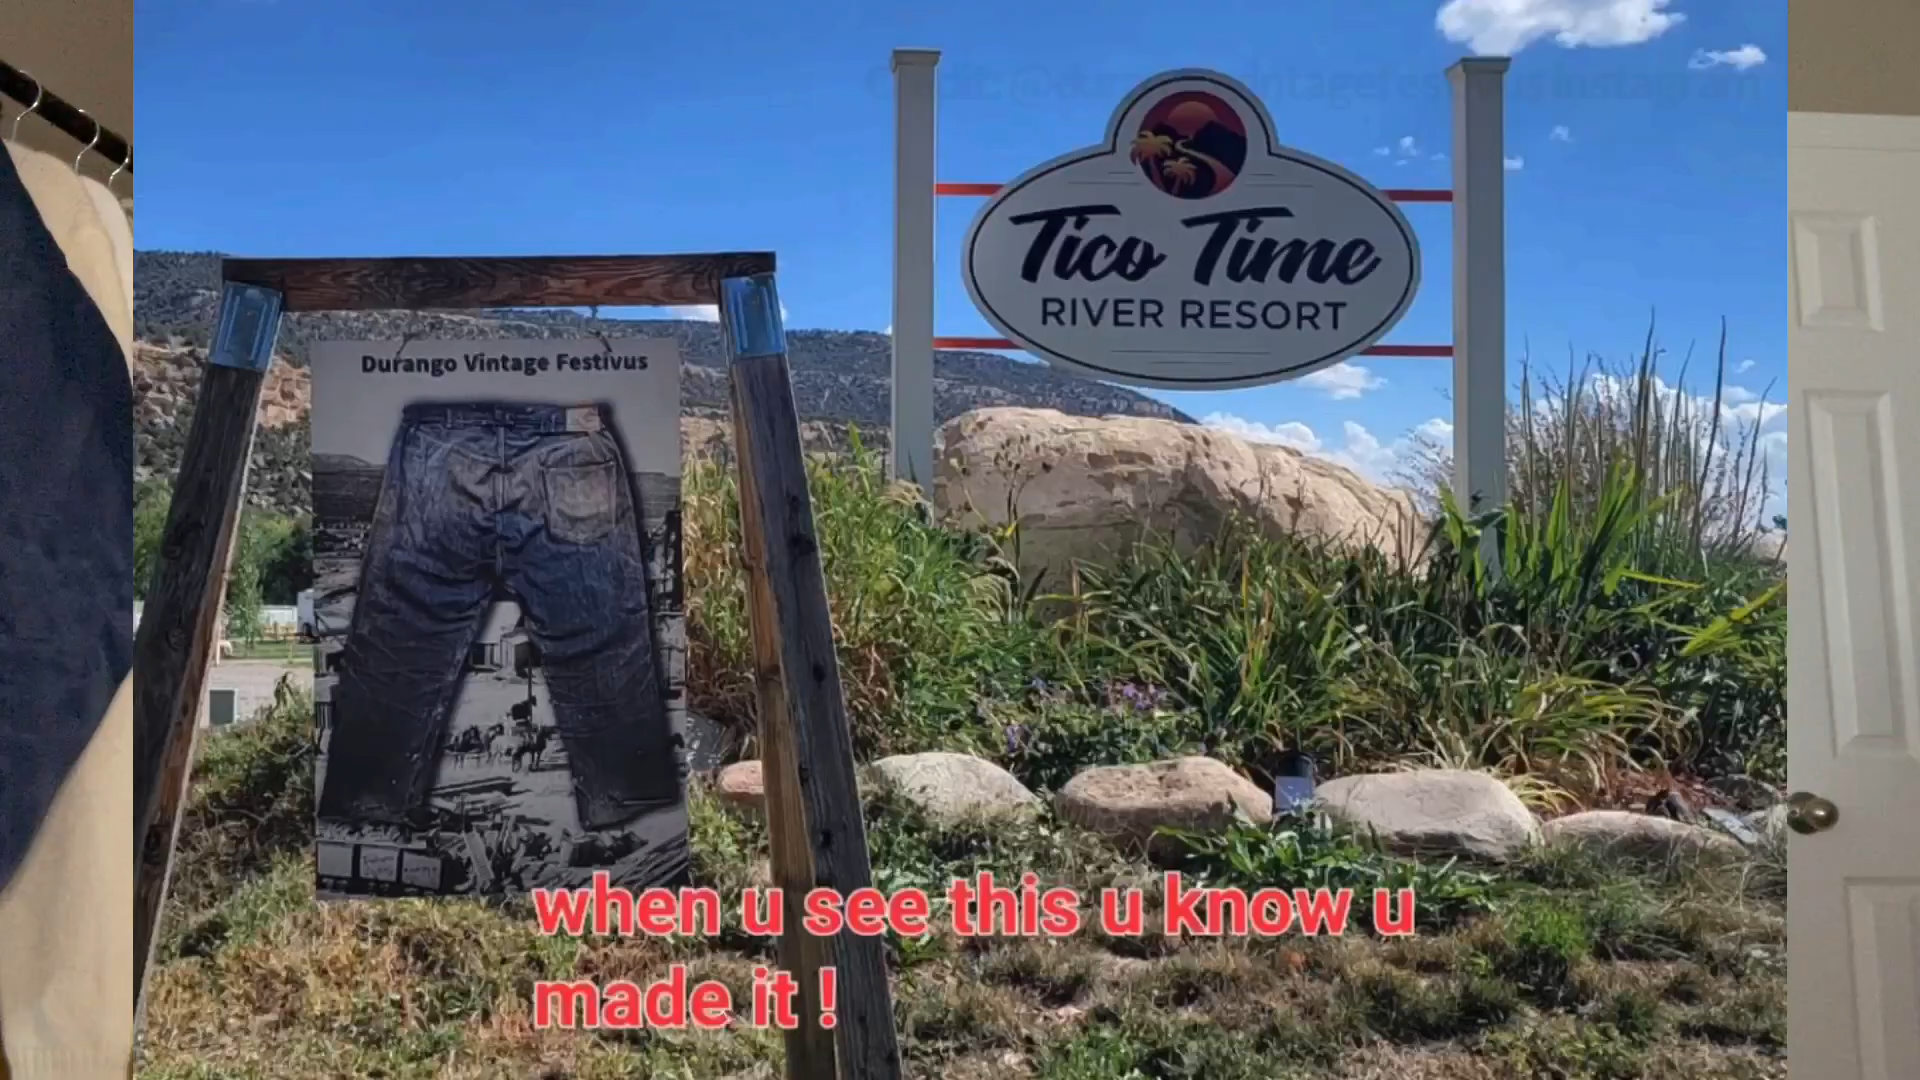 Tico Time
RIVER RESORT
Durango Vintage Festivus
when u see this u know u
made it !